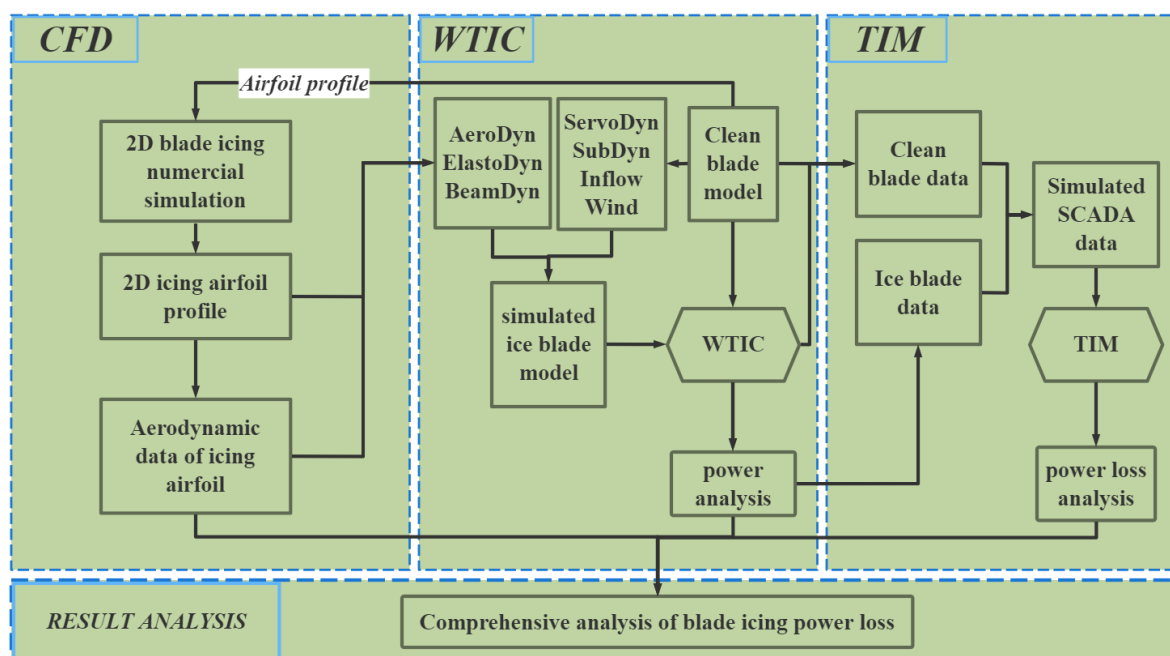 CFD
WTIC
TIM
Airfoil profile
2D blade icing
numercial
simulation
2D icing airfoil
profile
Aerodynamic
data of icing
airfoil
AeroDyn
ElastoDyn
BeamDyn
ServoDyn
SubDyn
Inflow
Wind
Clean
blade
model
simulated
ice blade
model
WTIC
power
analysis
Clean
blade data
Ice blade
data
Simulated
SCADA
data
TIM
power loss
analysis
RESULT ANALYSIS
Comprehensive analysis of blade icing power loss